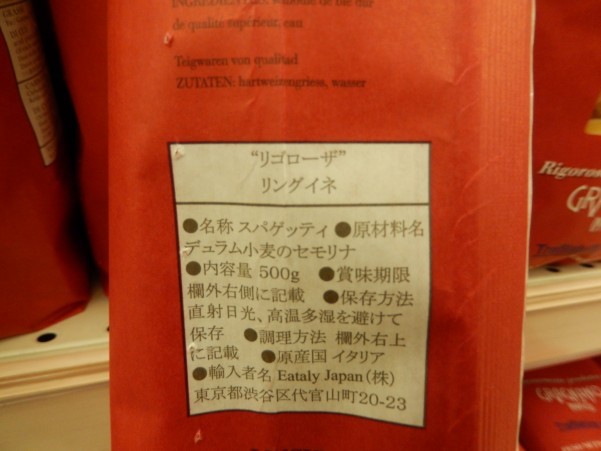 de qualite superieur, eau
Teigwaren von qualitad
ZUTATEN: hartweitzengriess, wasser
“リゴローザ”
リングイネ
●名称 スパゲッティ ●原材料名
デュラム小麦のセモリナ
●内容量 500g ●賞味期限
欄外右側に記載 ●保存方法
直射日光、高温多湿を避けて
保存 ●調理方法 欄外右上
に記載 ●原産国 イタリア
●輸入者名 Eataly Japan(株)
東京都渋谷区代官山町20-23